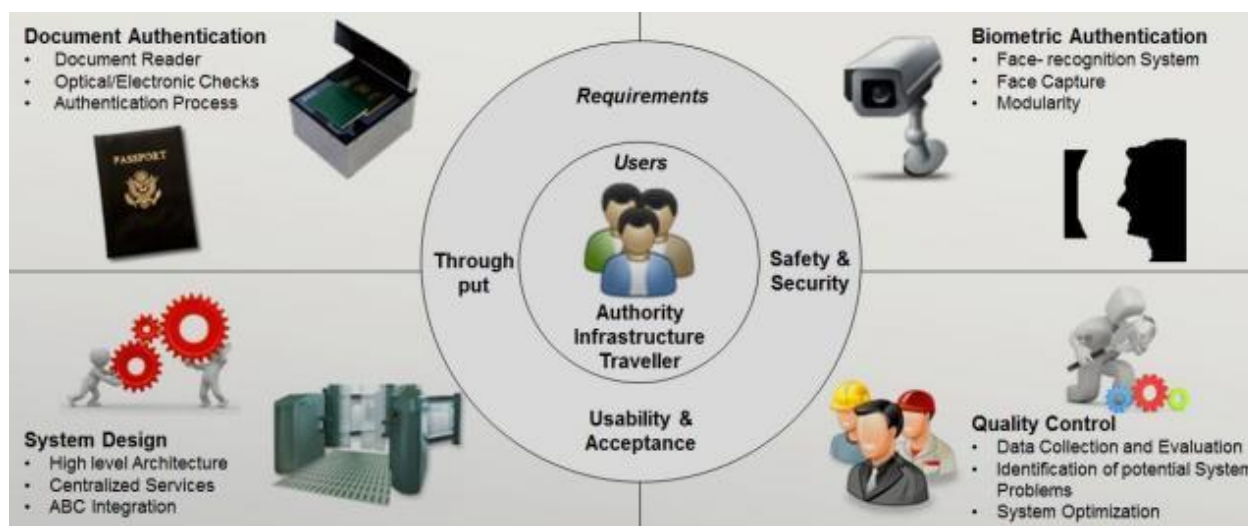 Document Authentication
• Document Reader
• Optical/Electronic Checks
• Authentication Process
PASSPORT
Requirements
Users
Through
put
Safety &
Security
Authority
Infrastructure
Traveller
Usability &
Acceptance
Biometric Authentication
• Face- recognition System
• Face Capture
• Modularity
System Design
• High level Architecture
• Centralized Services
• ABC Integration
Quality Control
• Data Collection and Evaluation
• Identification of potential System
Problems
• System Optimization